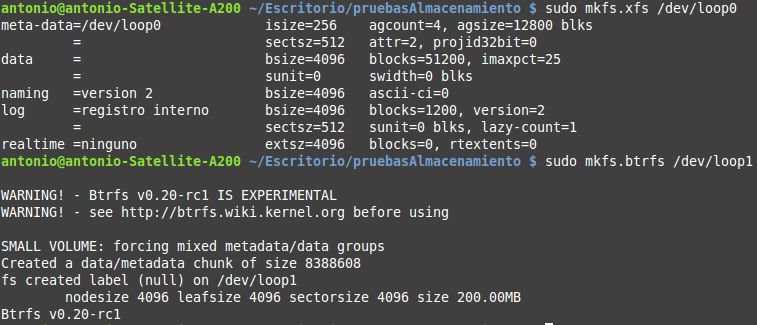 antonio@antonio-Satellite-A200 ~/Escritorio/pruebasAlmacenamiento $ sudo mkfs.xfs /dev/loop0
meta-data=/dev/loop0             isize=256    agcount=4, agsize=12800 blks
         =                       sectsz=512   attr=2, projid32bit=0
data     =                       bsize=4096   blocks=51200, imaxpct=25
         =                       sunit=0      swidth=0 blks
naming   =version 2              bsize=4096   ascii-ci=0
log      =registro interno       bsize=4096   blocks=1200, version=2
         =                       sectsz=512   sunit=0 blks, lazy-count=1
realtime =ninguno                extsz=4096   blocks=0, rtextents=0
antonio@antonio-Satellite-A200 ~/Escritorio/pruebasAlmacenamiento $ sudo mkfs.btrfs /dev/loop1
WARNING! - Btrfs v0.20-rc1 IS EXPERIMENTAL
WARNING! - see http://btrfs.wiki.kernel.org before using
SMALL VOLUME: forcing mixed metadata/data groups
Created a data/metadata chunk of size 8388608
fs created label (null) on /dev/loop1
        nodesize 4096 leafsize 4096 sectorsize 4096 size 200.00MB
Btrfs v0.20-rc1